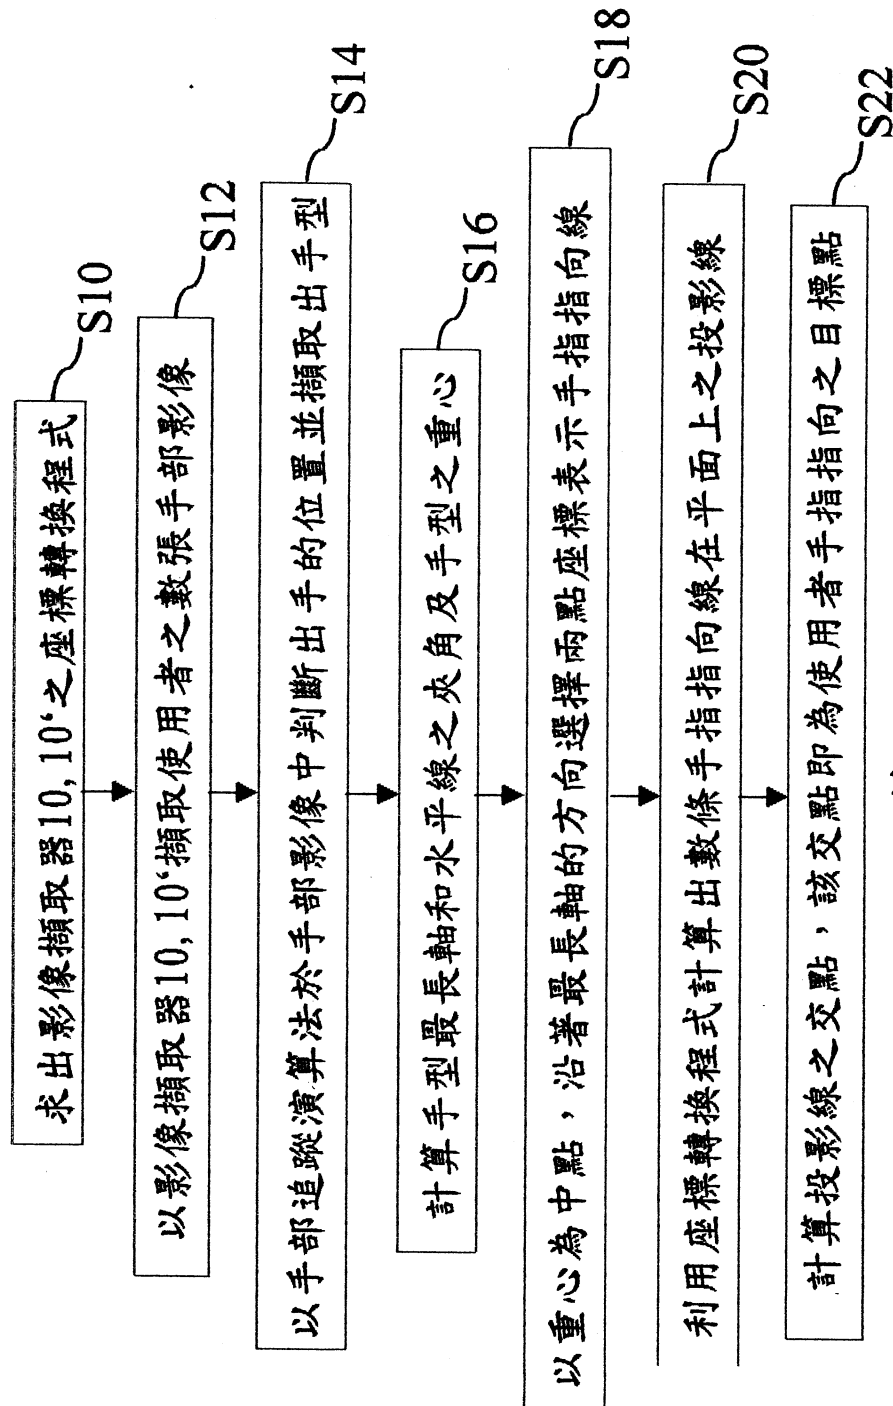 求出影像擷取器10,10‘之座標轉換程式
S10
以影像擷取器10,10‘擷取使用者之數張手部影像
S12
以手部追蹤演算法於手部影像中判斷出手的位置並擷取出手型
S14
計算手型最長軸和水平線之夾角及手型之重心
S16
以重心為中點，沿著最長軸的方向選擇兩點座標表示手指指向線
S18
利用座標轉換程式計算出數條手指指向線在平面上之投影線
S20
計算投影線之交點，該交點即為使用者手指指向之目標點
S22